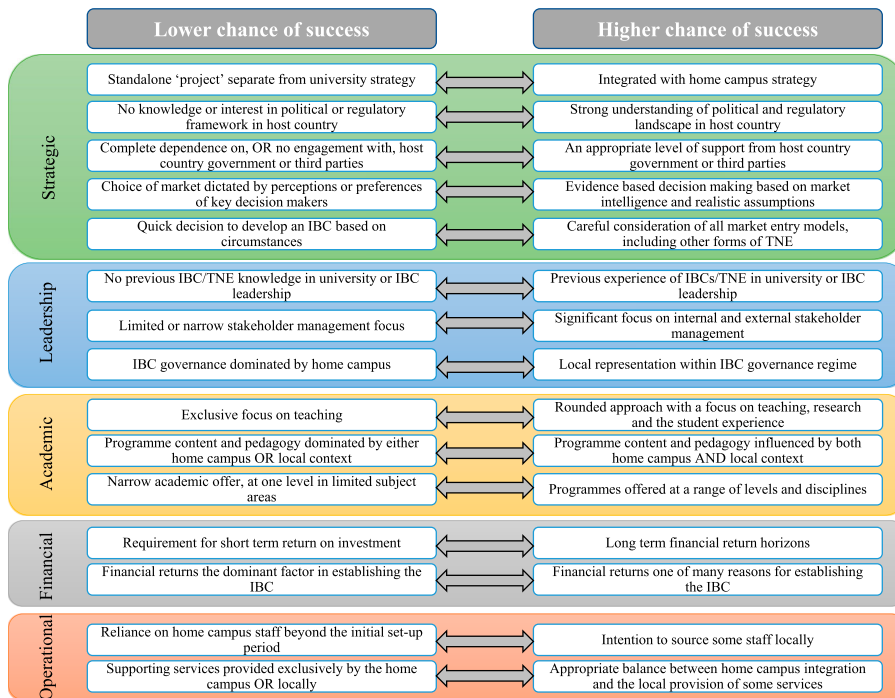 Lower chance of success
Higher chance of success
Strategic
Standalone ‘project’ separate from university strategy
Integrated with home campus strategy
No knowledge or interest in political or regulatory
framework in host country
Strong understanding of political and regulatory
landscape in host country
Complete dependence on, OR no engagement with, host
country government or third parties
An appropriate level of support from host country
government or third parties
Choice of market dictated by perceptions or preferences
of key decision makers
Evidence based decision making based on market
intelligence and realistic assumptions
Quick decision to develop an IBC based on
circumstances
Careful consideration of all market entry models,
including other forms of TNE
Leadership
No previous IBC/TNE knowledge in university or IBC
leadership
Previous experience of IBCs/TNE in university or IBC
leadership
Limited or narrow stakeholder management focus
Significant focus on internal and external stakeholder
management
IBC governance dominated by home campus
Local representation within IBC governance regime
Academic
Exclusive focus on teaching
Rounded approach with a focus on teaching, research
and the student experience
Programme content and pedagogy dominated by either
home campus OR local context
Programme content and pedagogy influenced by both
home campus AND local context
Narrow academic offer, at one level in limited subject
areas
Programmes offered at a range of levels and disciplines
Financial
Requirement for short term return on investment
Long term financial return horizons
Financial returns the dominant factor in establishing the
IBC
Financial returns one of many reasons for establishing
the IBC
Operational
Reliance on home campus staff beyond the initial set-up
period
Intention to source some staff locally
Supporting services provided exclusively by the home
campus OR locally
Appropriate balance between home campus integration
and the local provision of some services